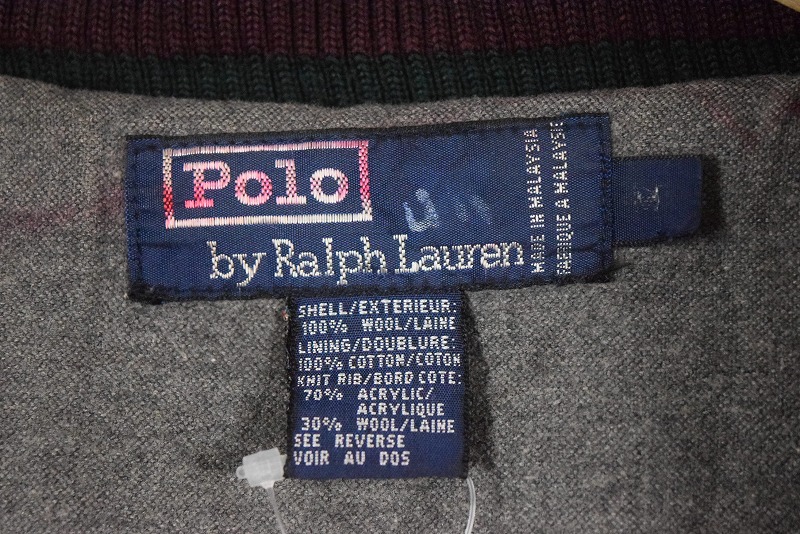 Polo
by Ralph Lauren
MADE IN MALAYSIA
FABRIQUE A MALAYSIE
M
SHELL/EXTERIEUR:
100% WOOL/LAINE
LINING/DOUBLURE:
100% COTTON/COTON
KNIT RIB/BORD COTE:
70% ACRYLIC/
ACRYLIQUE
30% WOOL/LAINE
SEE REVERSE
VOIR AU DOS